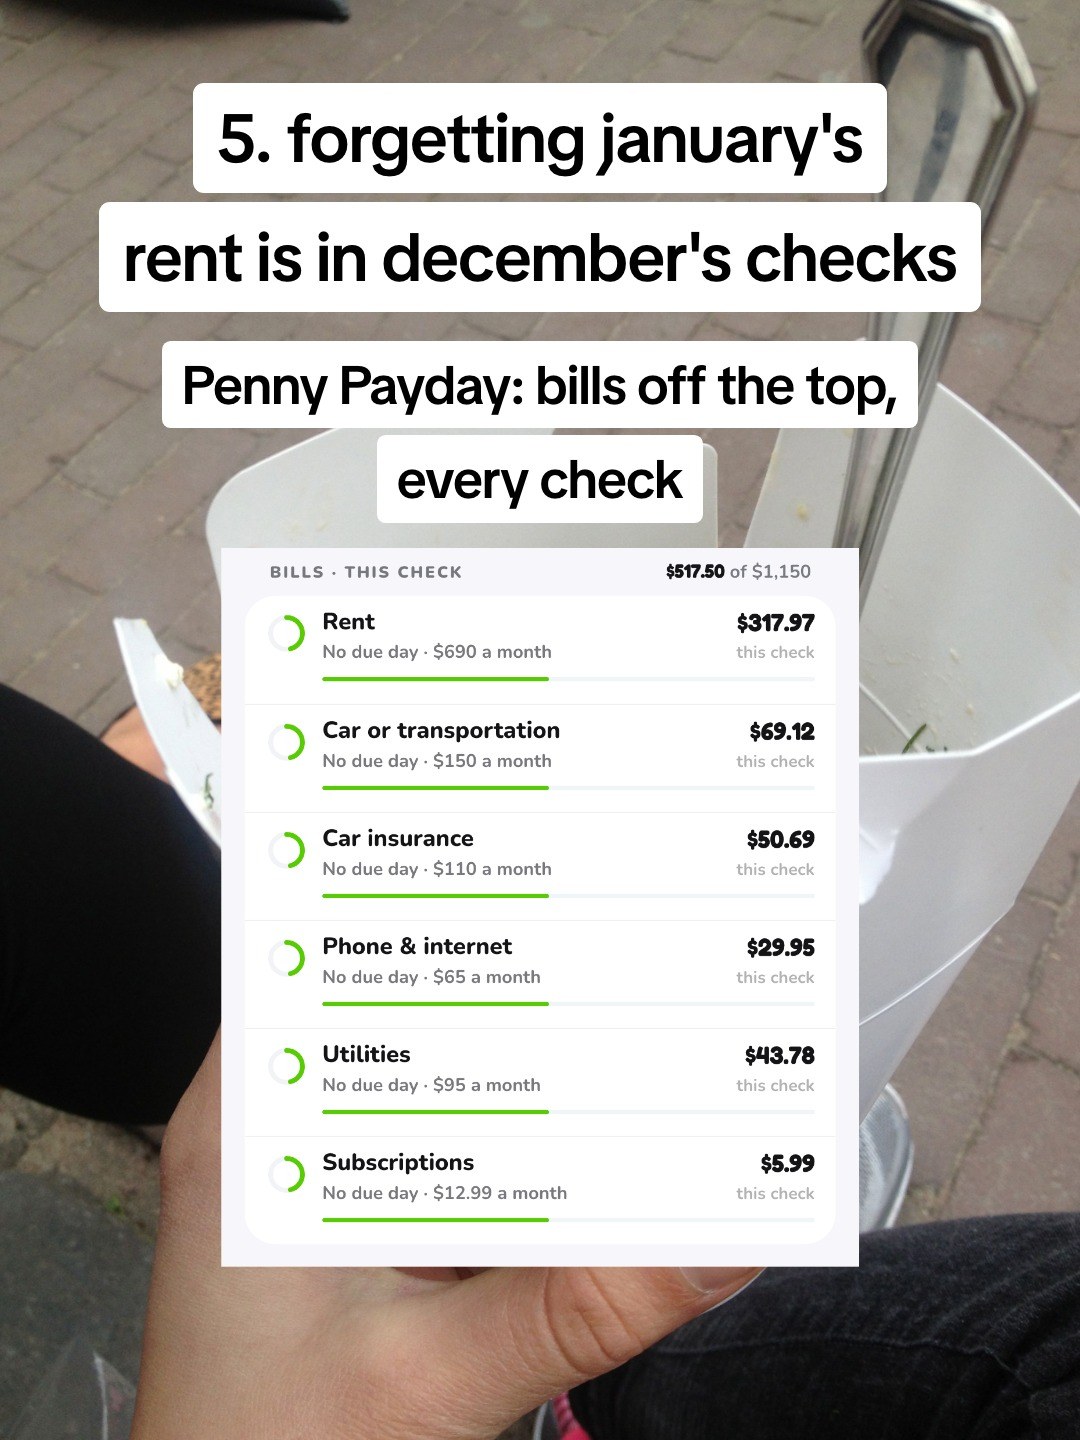 5. forgetting january's
rent is in december's checks
Penny Payday: bills off the top,
every check
BILLS · THIS CHECK
$517.50 of $1,150
Rent
$317.97
No due day · $690 a month
this check
Car or transportation
$69.12
No due day · $150 a month
this check
Car insurance
$50.69
No due day · $110 a month
this check
Phone & internet
$29.95
No due day · $65 a month
this check
Utilities
$43.78
No due day · $95 a month
this check
Subscriptions
$5.99
No due day · $12.99 a month
this check